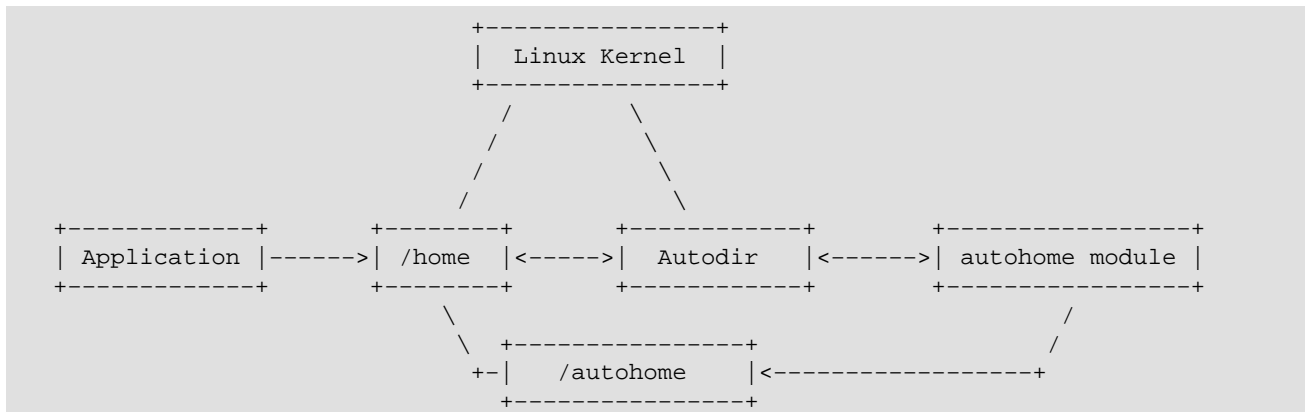 +----------------+
|  Linux Kernel  |
+----------------+
/        \
/          \
/            \
/              \
+-------------+       +--------+       +------------+        +-----------------+
| Application |------>| /home  |<----->|  Autodir   |<------>| autohome module |
+-------------+       +--------+       +------------+        +-----------------+
\                                          /
\  +----------------+                    /
+-|   /autohome    |<------------------+
+----------------+